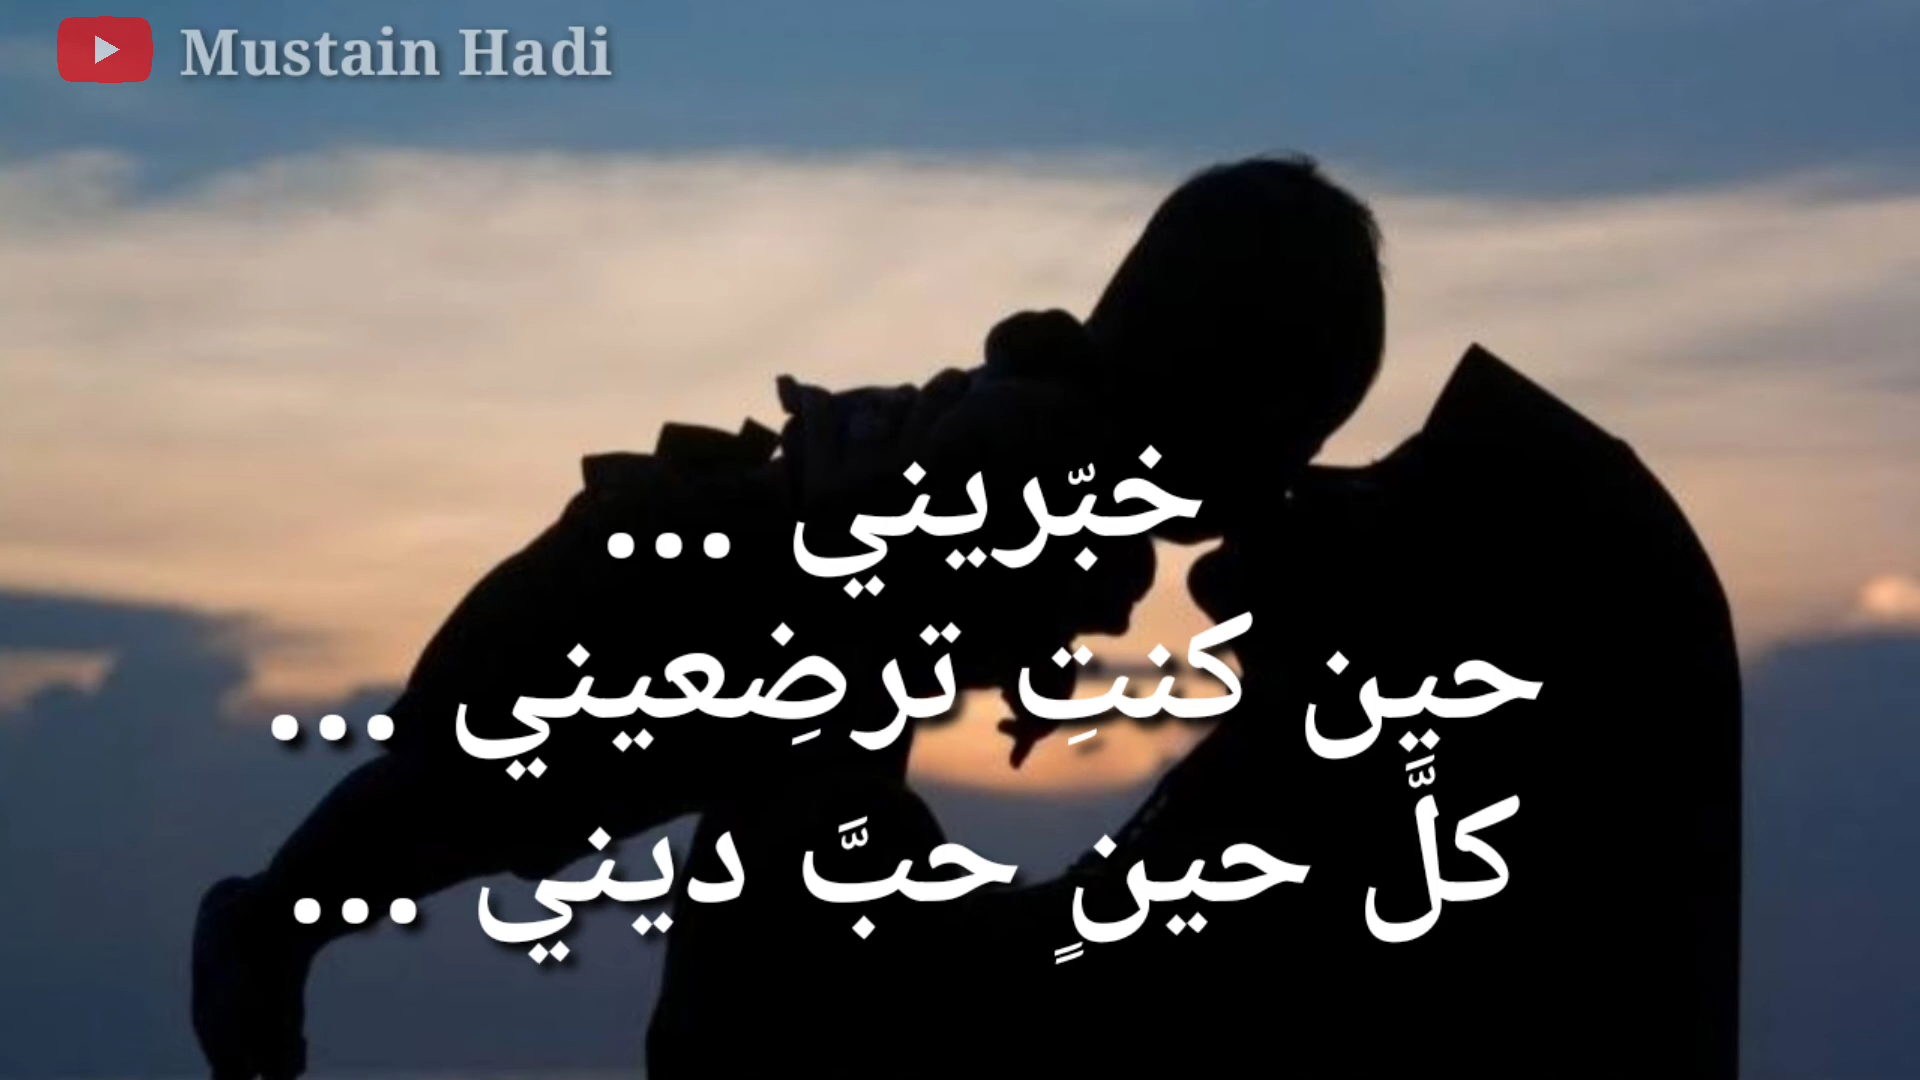 Mustain Hadi
خبّريني ...
حين كنتِ ترضِعيني ...
كلَّ حينٍ حبَّ ديني ...